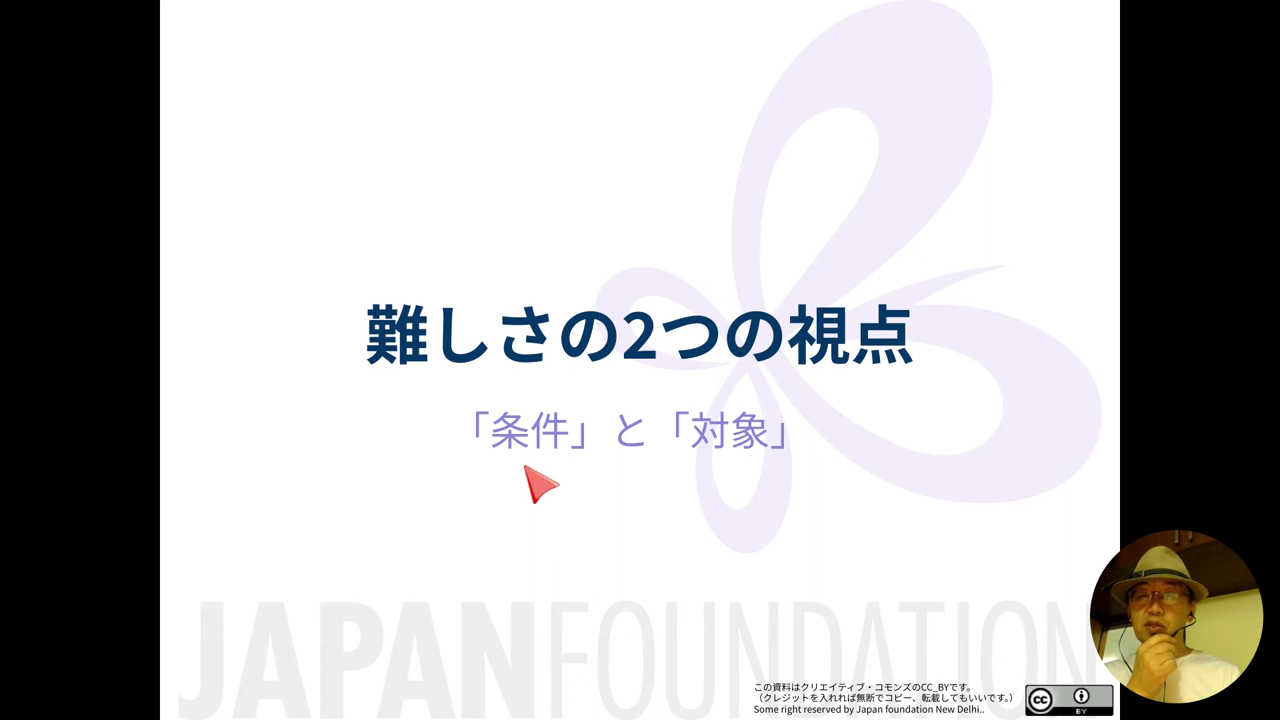 難しさの2つの視点
「条件」と「対象」
JAPANFOUNDATION
この資料はクリエイティブ・コモンズのCC_BYです。
（クレジットを入れれば無断でコピー、転載してもいいです。）
Some right reserved by Japan foundation New Delhi..
cc BY